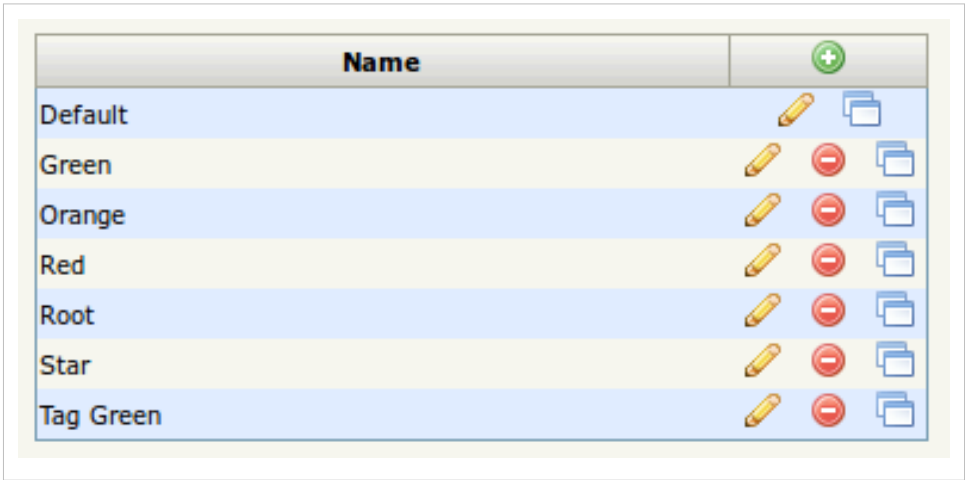 Name
Default
Green
Orange
Red
Root
Star
Tag Green